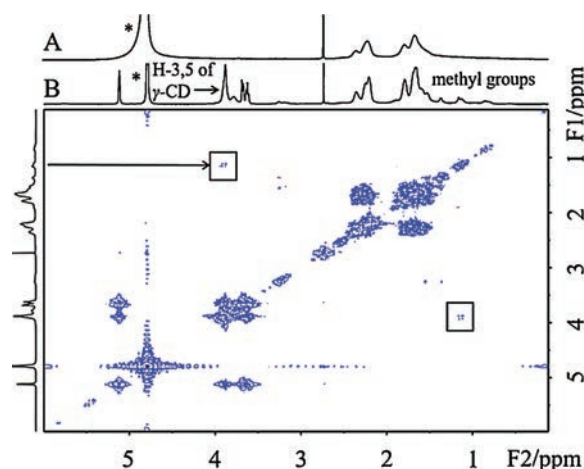 A
*
B
*
H-3,5 of
γ-CD
methyl groups
F1/ppm
1
2
3
4
5
5 4 3 2 1 F2/ppm